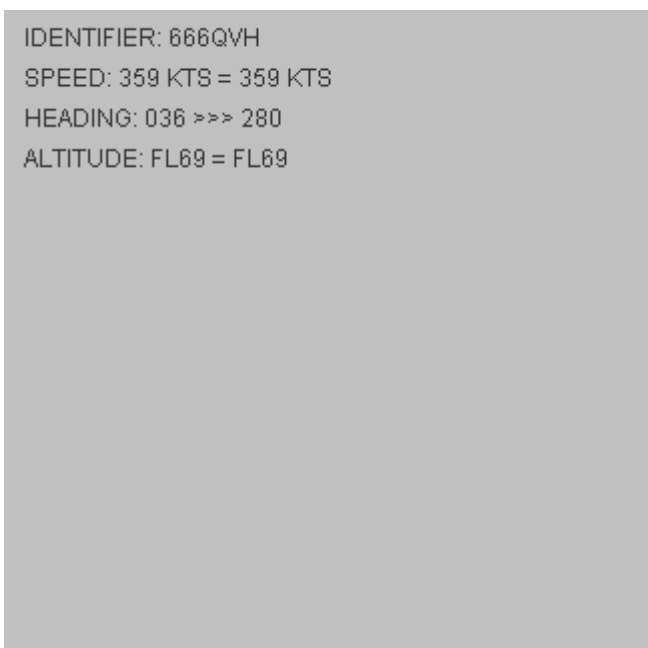 IDENTIFIER: 666QVH
SPEED: 359 KTS = 359 KTS
HEADING: 036 >>> 280
ALTITUDE: FL69 = FL69